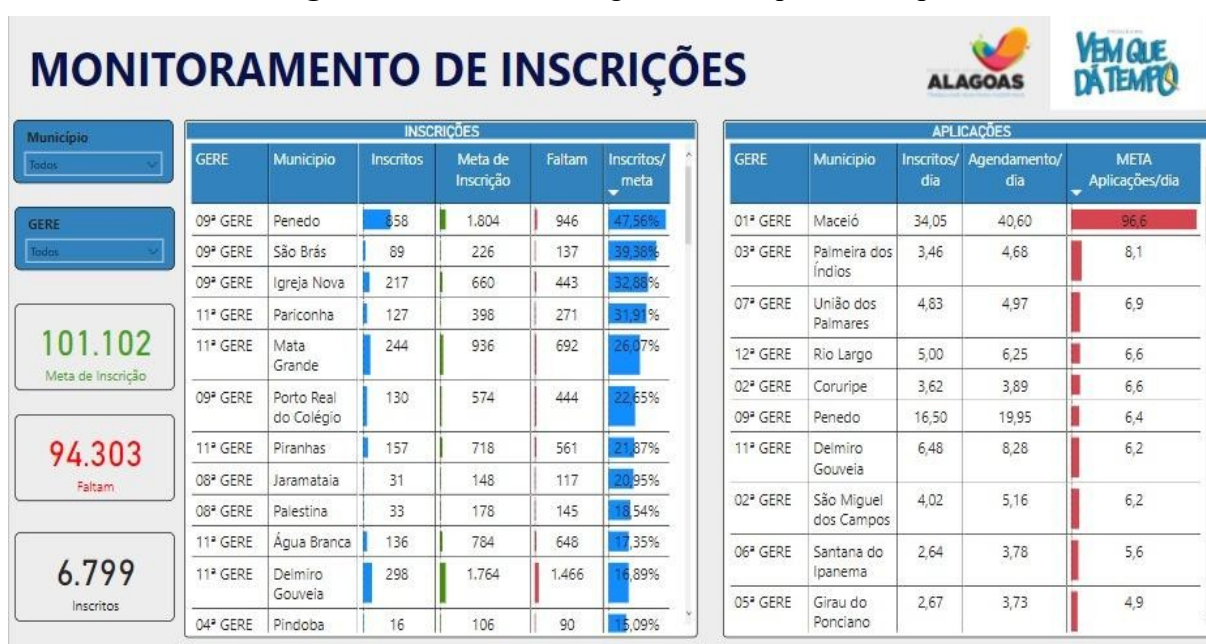 MONITORAMENTO DE INSCRIÇÕES
ALAGOAS
VEM QUE
DÁ TEMPO
Município
Todos
GERE
Todos
101.102
Meta de Inscrição
94.303
Faltam
6.799
Inscritos
INSCRIÇÕES
GERE Municipio Inscritos Meta de Inscrição Faltam Inscritos/ meta
09ª GERE Penedo 858 1.804 946 47,56%
09ª GERE São Brás 89 226 137 39,38%
09ª GERE Igreja Nova 217 660 443 32,88%
11ª GERE Pariconha 127 398 271 31,91%
11ª GERE Mata Grande 244 936 692 26,07%
09ª GERE Porto Real do Colégio 130 574 444 22,65%
11ª GERE Piranhas 157 718 561 21,87%
08ª GERE Jaramataia 31 148 117 20,95%
08ª GERE Palestina 33 178 145 18,54%
11ª GERE Água Branca 136 784 648 17,35%
11ª GERE Delmiro Gouveia 298 1.764 1.466 16,89%
04ª GERE Pindoba 16 106 90 15,09%
APLICAÇÕES
GERE Municipio Inscritos/ dia Agendamento/ dia META Aplicações/dia
01ª GERE Maceió 34,05 40,60 96,6
03ª GERE Palmeira dos Índios 3,46 4,68 8,1
07ª GERE União dos Palmares 4,83 4,97 6,9
12ª GERE Rio Largo 5,00 6,25 6,6
02ª GERE Coruripe 3,62 3,89 6,6
09ª GERE Penedo 16,50 19,95 6,4
11ª GERE Delmiro Gouveia 6,48 8,28 6,2
02ª GERE São Miguel dos Campos 4,02 5,16 6,2
06ª GERE Santana do Ipanema 2,64 3,78 5,6
05ª GERE Girau do Ponciano 2,67 3,73 4,9